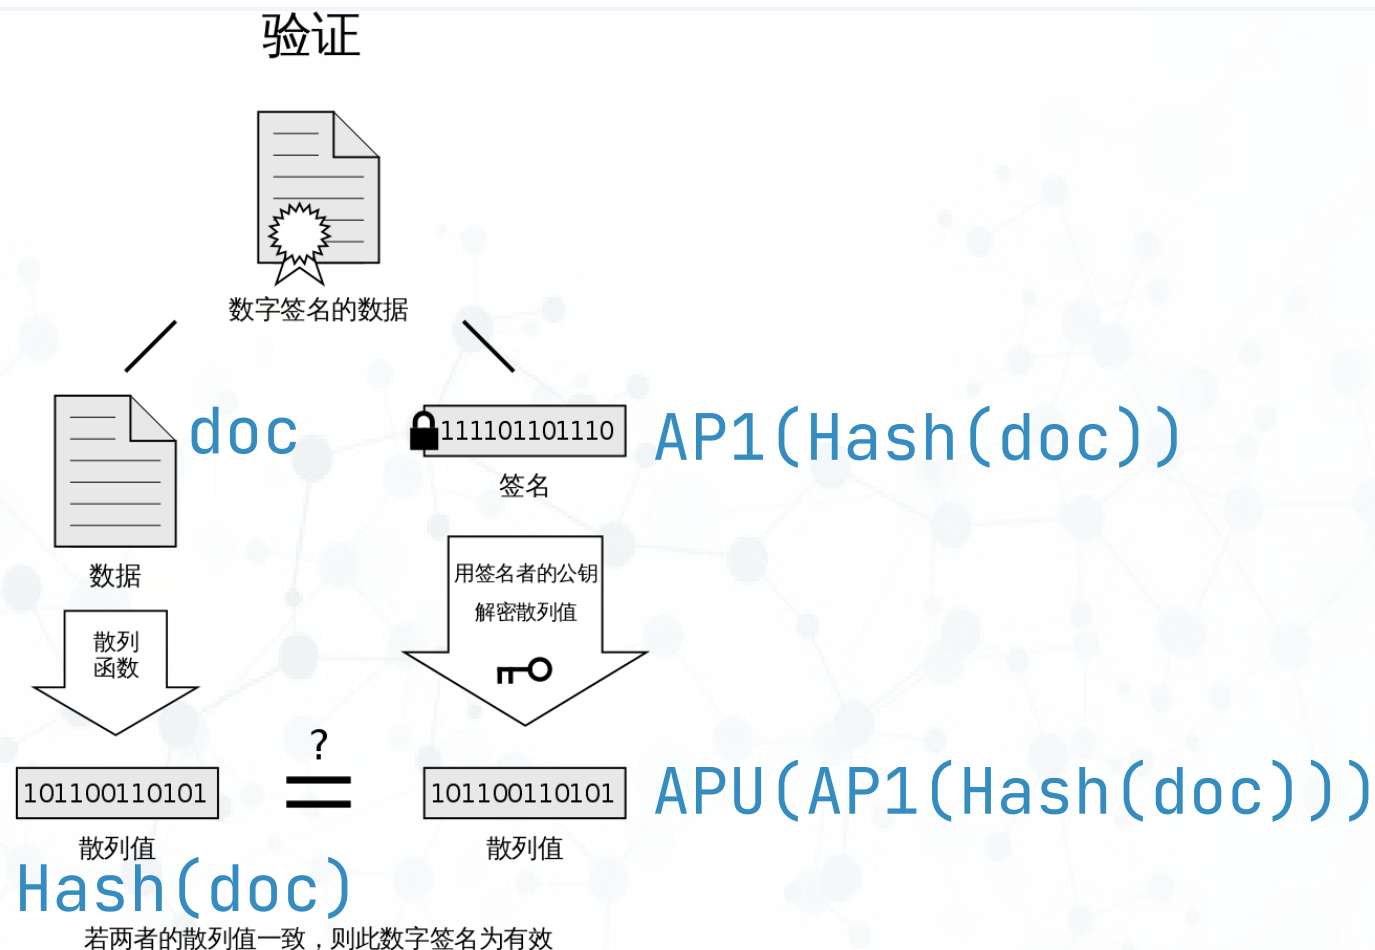 验证
数字签名的数据
doc
111101101110
AP1(Hash(doc))
签名
数据
用签名者的公钥
解密散列值
散列
函数
?
=
101100110101
101100110101
APU(AP1(Hash(doc)))
散列值
散列值
Hash(doc)
若两者的散列值一致，则此数字签名为有效